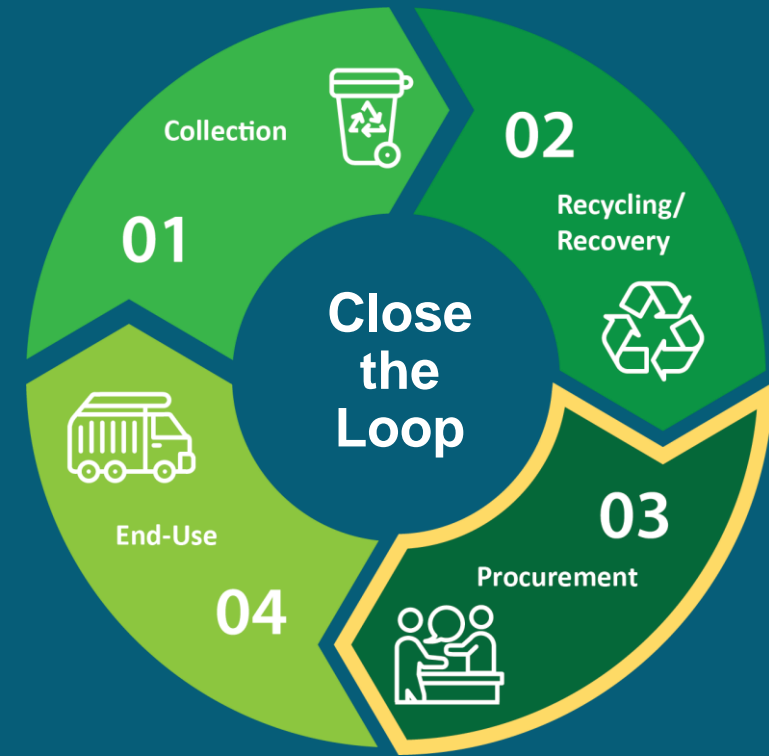 Collection
01
02
Recycling/
Recovery
Close
the
Loop
03
Procurement
End-Use
04